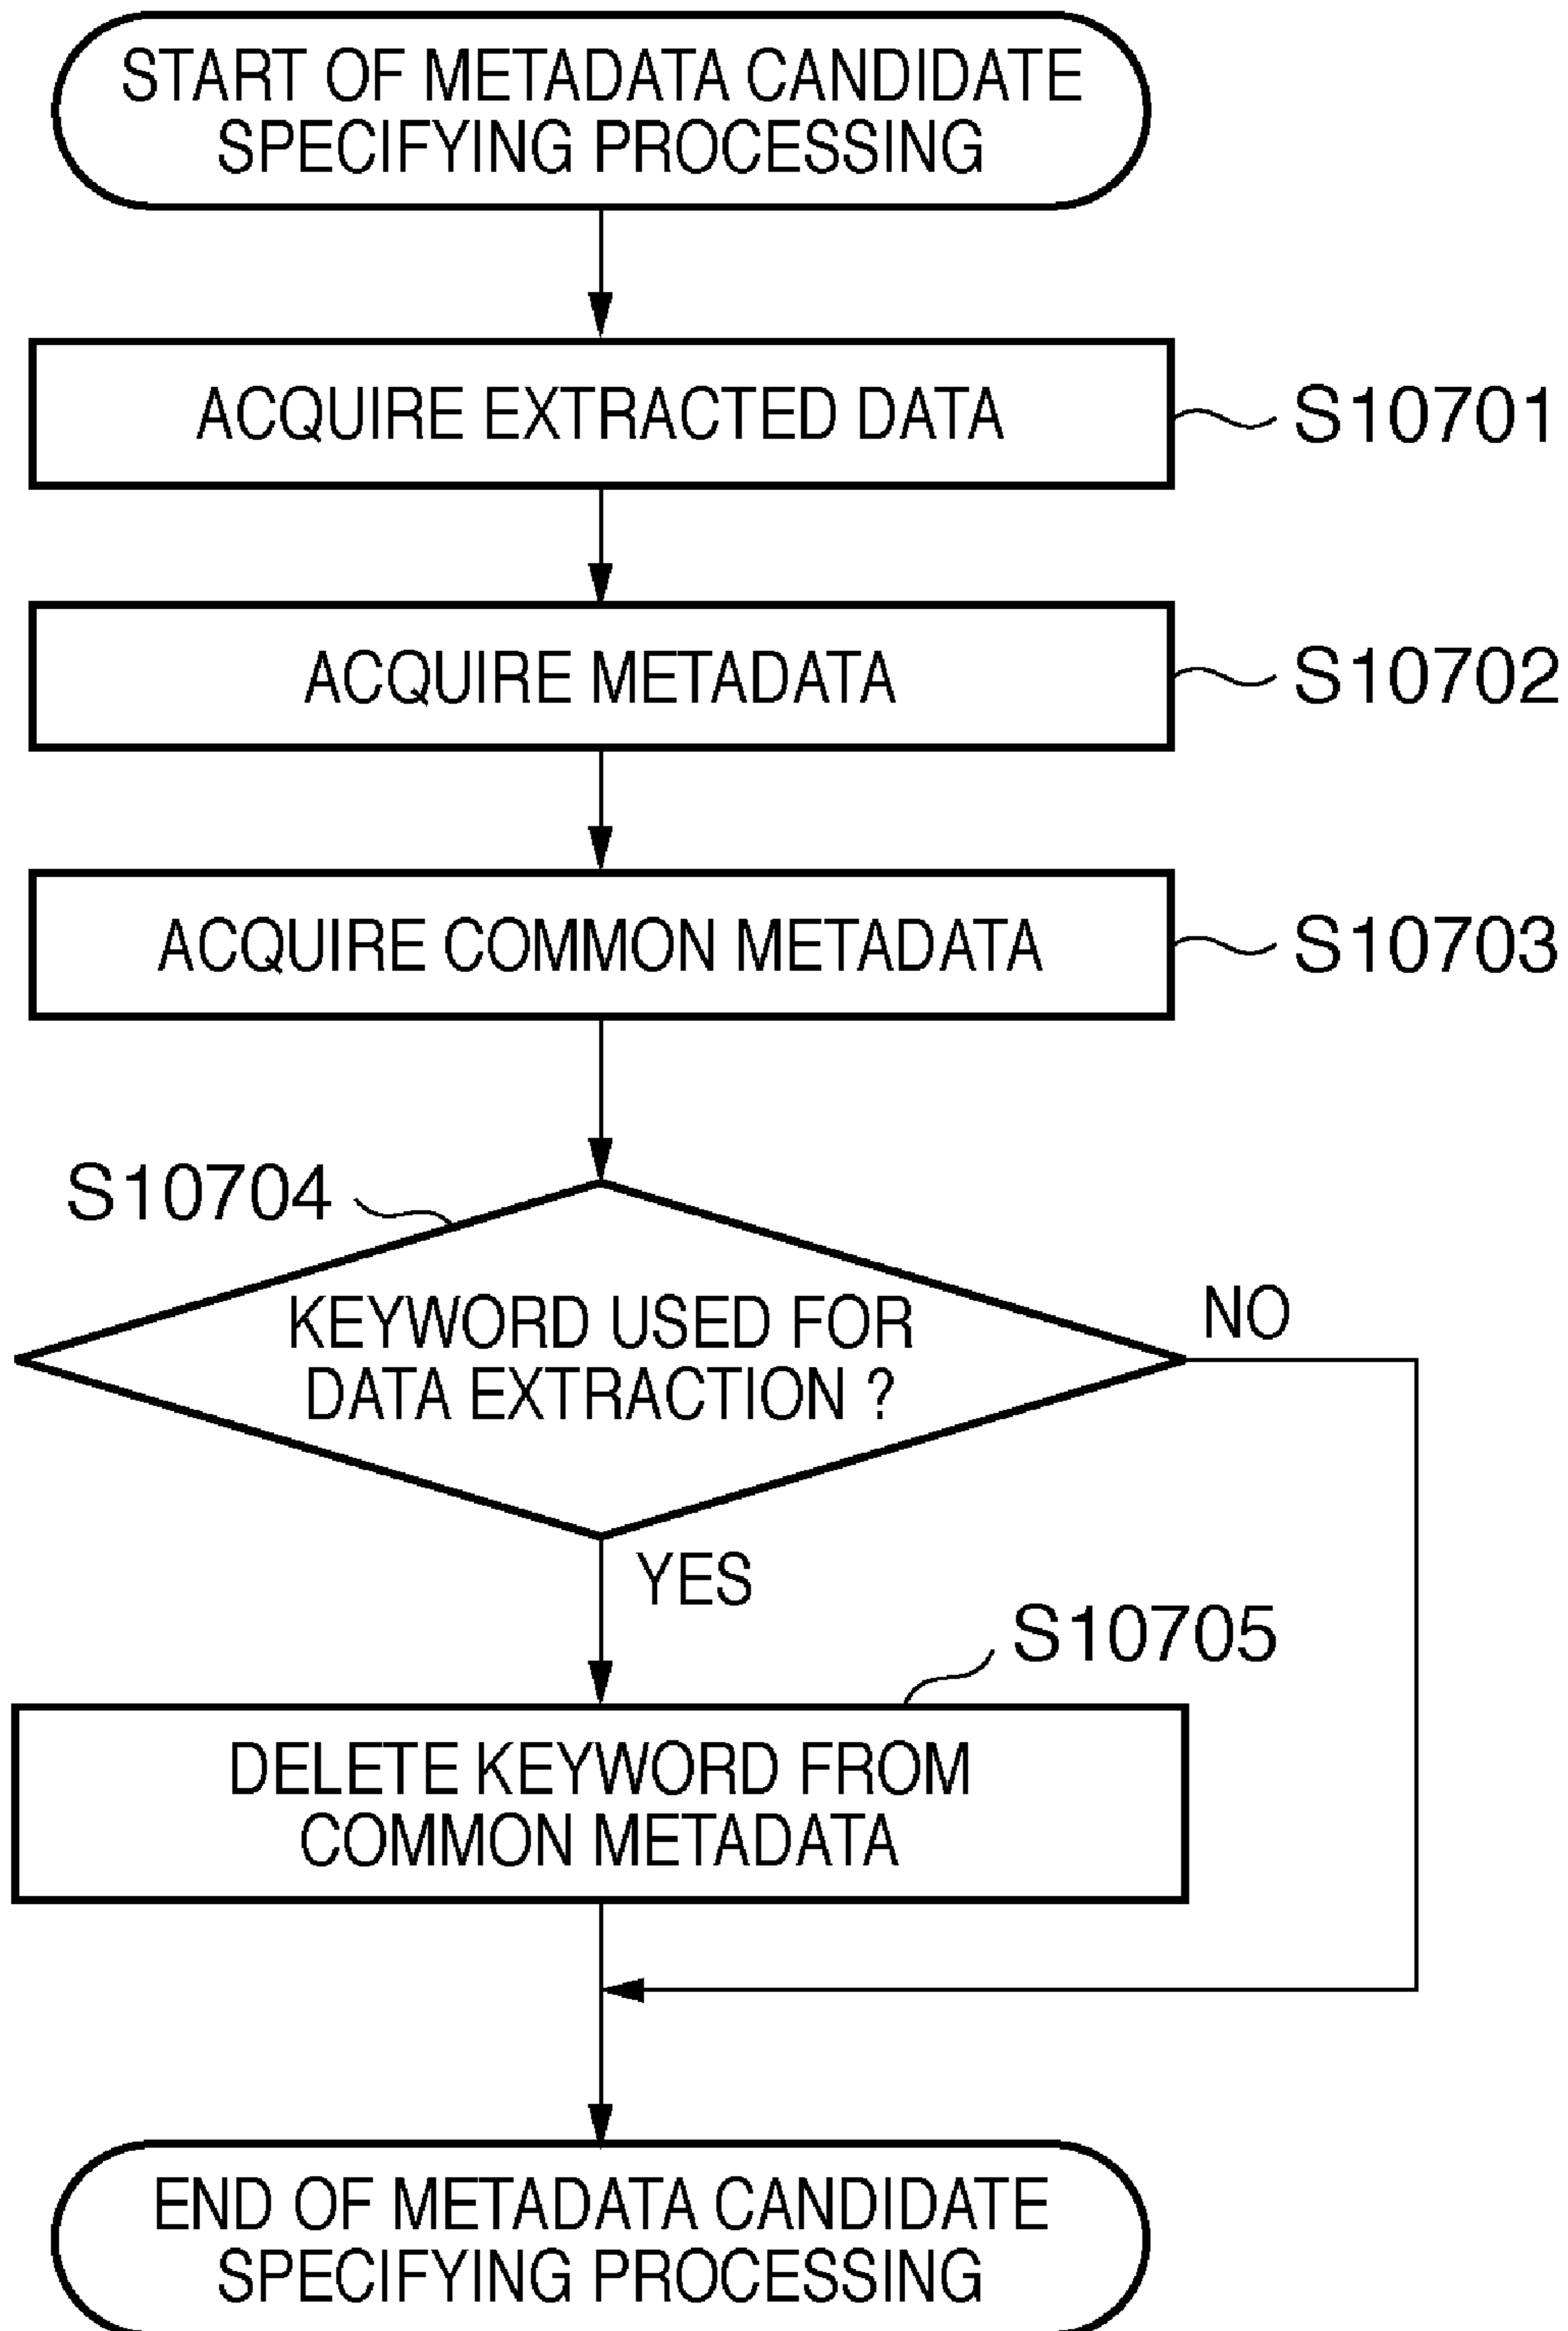 START OF METADATA CANDIDATE
SPECIFYING PROCESSING
ACQUIRE EXTRACTED DATA
S10701
ACQUIRE METADATA
S10702
ACQUIRE COMMON METADATA
S10703
S10704
KEYWORD USED FOR
DATA EXTRACTION ?
NO
YES
S10705
DELETE KEYWORD FROM
COMMON METADATA
END OF METADATA CANDIDATE
SPECIFYING PROCESSING